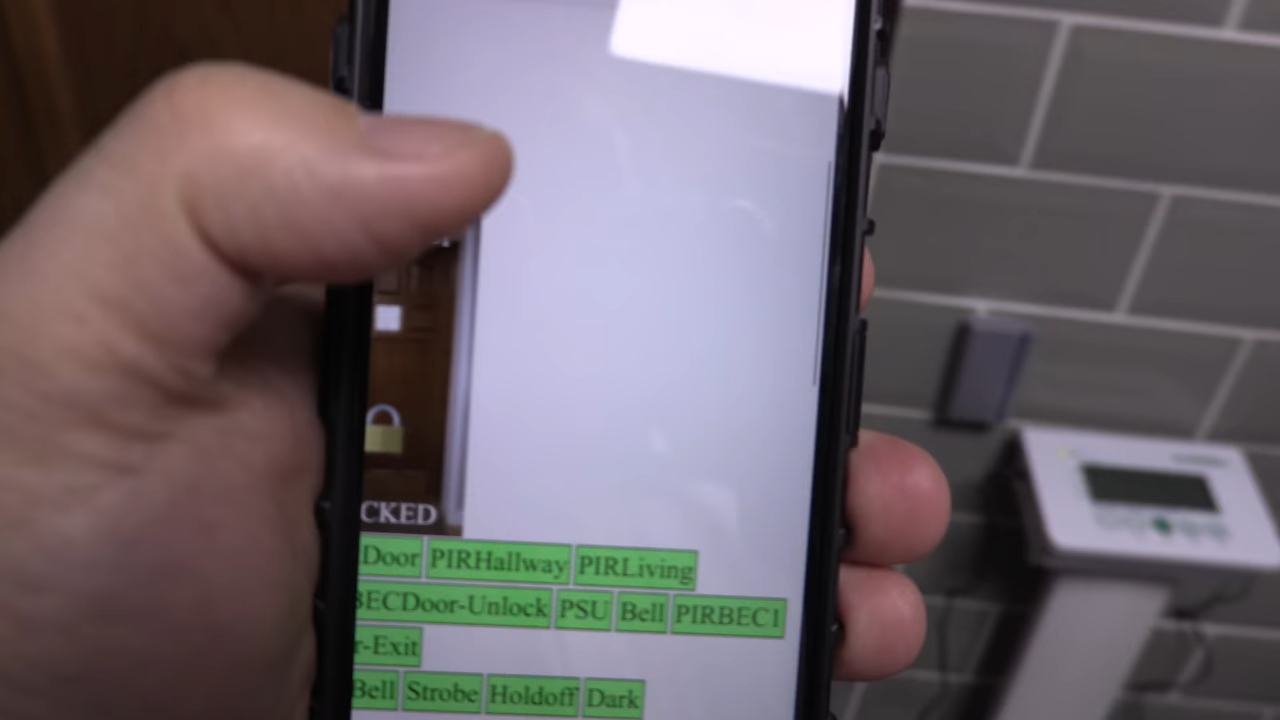 CKED
Door PIRHallway PIRLiving
BECDoor-Unlock PSU Bell PIRBEC1
r-Exit
Bell Strobe Holdoff Dark